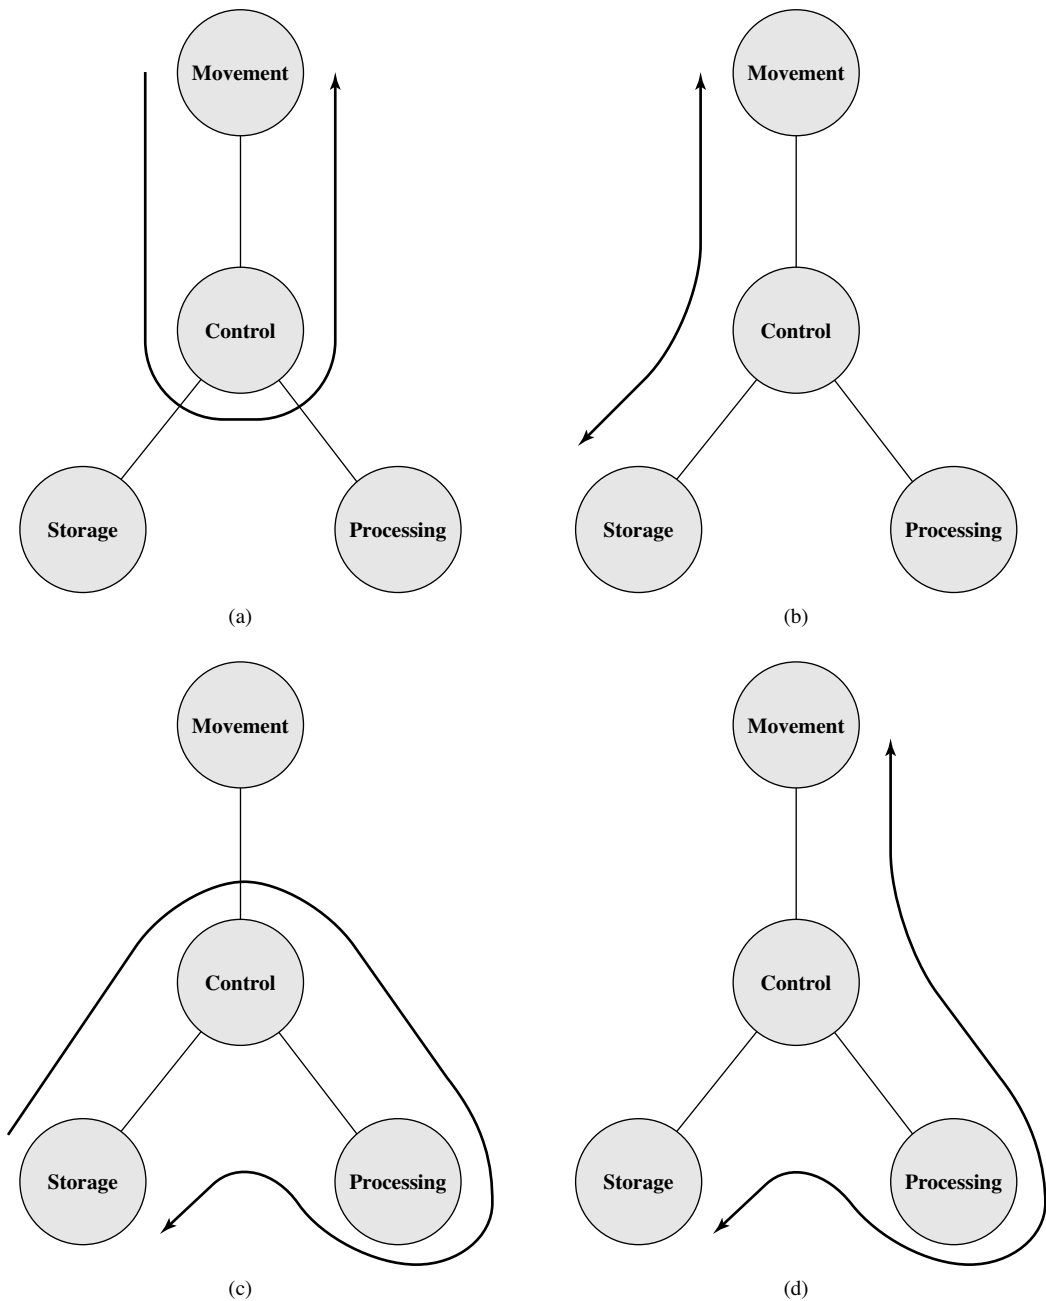 Movement
Movement
Control
Control
Storage
Processing
Storage
Processing
(a)
(b)
Movement
Movement
Control
Control
Storage
Processing
Storage
Processing
(c)
(d)